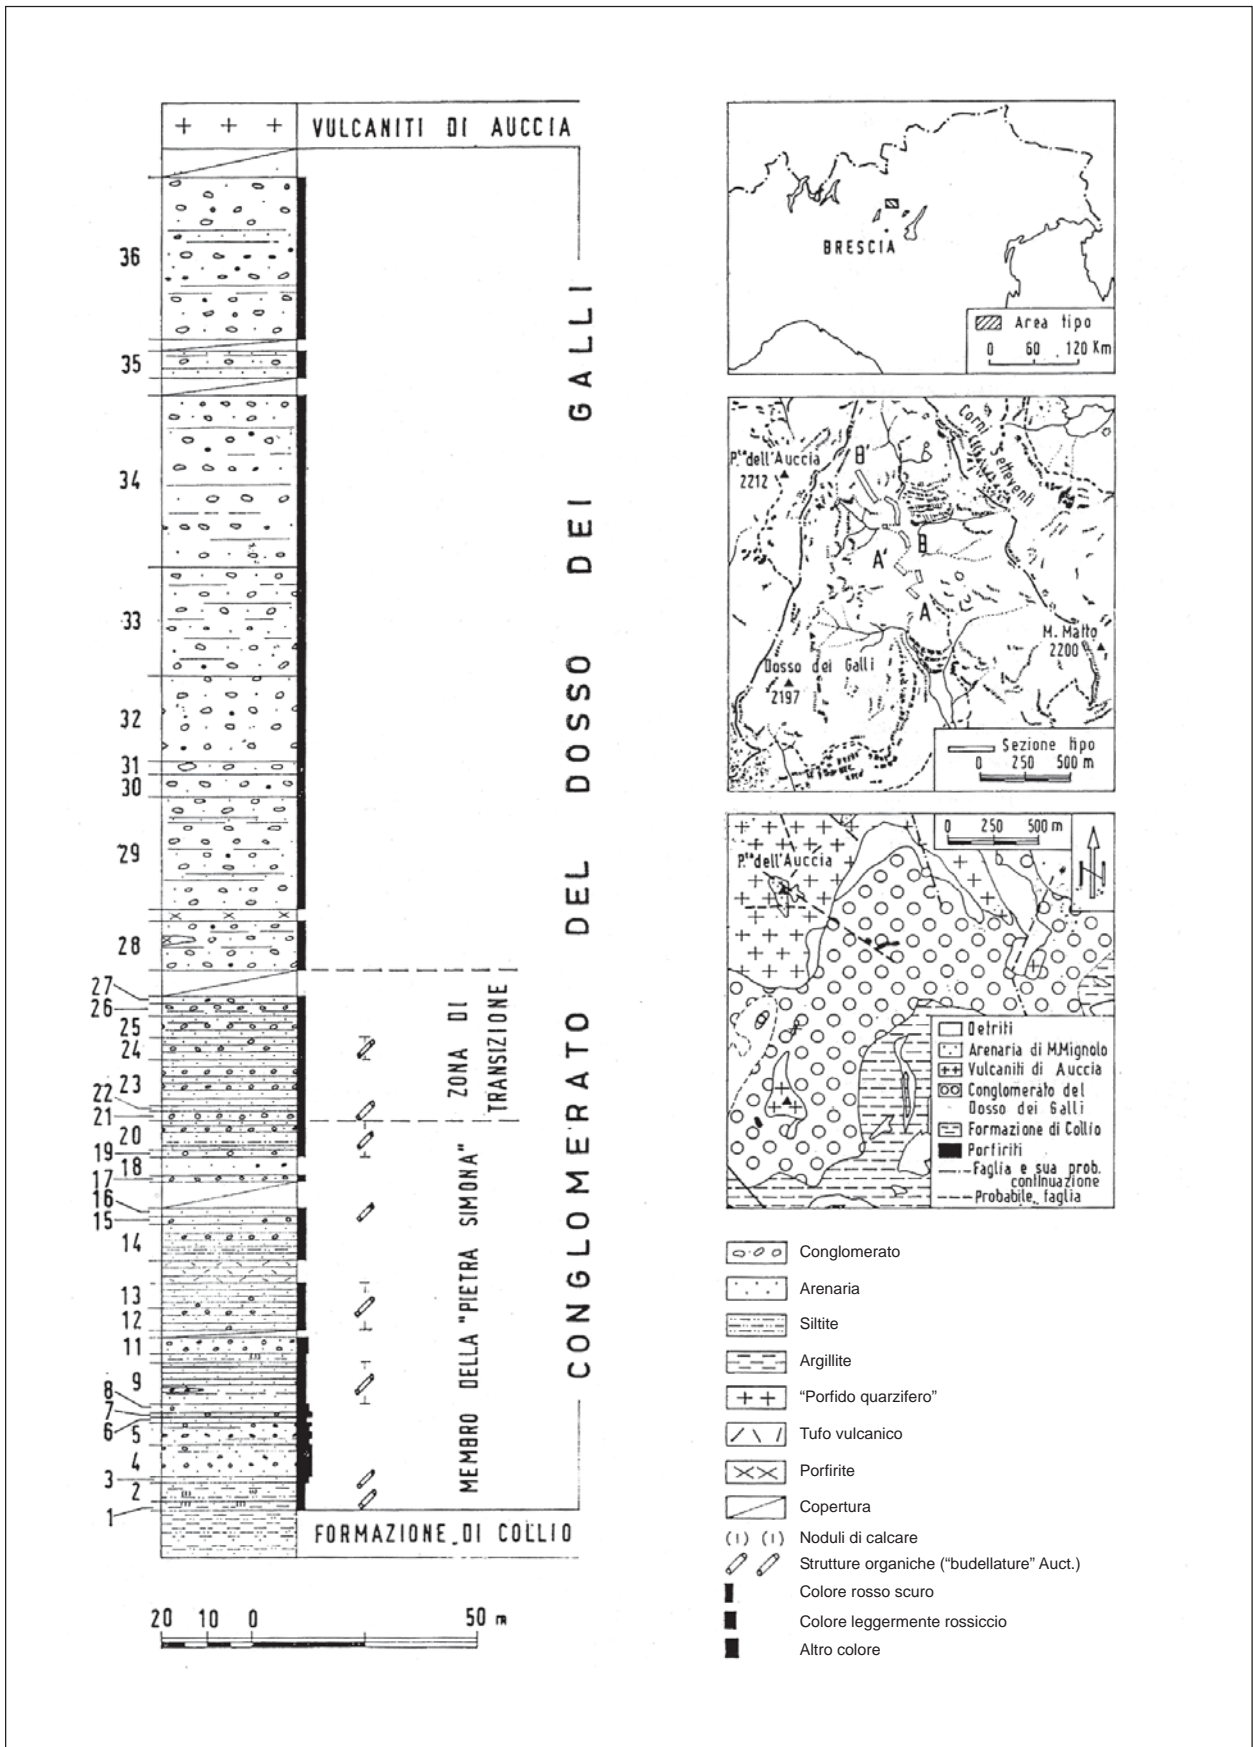 VULCANITI DI AUCCIA
36
35
34
33
32
31
30
29
28
27
26
25
24
23
22
21
20
19
18
17
16
15
14
13
12
11
9
8
7
6
5
4
3
2
1
ZONA DI
TRANSIZIONE
MEMBRO DELLA "PIETRA SIMONA"
CONGLOMERATO DEL DOSSO DEI GALLI
FORMAZIONE DI COLLIO
20 10 0 50 m
BRESCIA
Area tipo
0 60 120 Km
P.ta dell'Auccia
2212
B'
Corni Setteventi
A'
B
A
M. Matto
2200
Dosso dei Galli
2197
Sezione tipo
0 250 500 m
0 250 500 m
P.ta dell'Auccia
N
Detriti
Arenaria di M.Mignolo
Vulcaniti di Auccia
Conglomerato del
Dosso dei Galli
Formazione di Collio
Porfiriti
Faglia e sua prob.
continuazione
Probabile faglia
Conglomerato
Arenaria
Siltite
Argillite
"Porfido quarzifero"
Tufo vulcanico
Porfirite
Copertura
Noduli di calcare
Strutture organiche ("budellature" Auct.)
Colore rosso scuro
Colore leggermente rossiccio
Altro colore